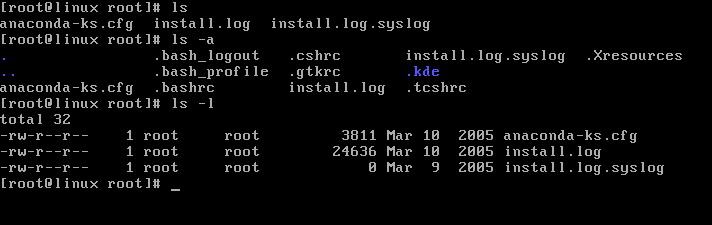 [root@linux root]# ls
anaconda-ks.cfg  install.log  install.log.syslog
[root@linux root]# ls -a
.                .bash_logout   .cshrc       install.log.syslog  .Xresources
..               .bash_profile  .gtkrc       .kde
anaconda-ks.cfg  .bashrc        install.log  .tcshrc
[root@linux root]# ls -l
total 32
-rw-r--r--    1 root     root         3811 Mar 10  2005 anaconda-ks.cfg
-rw-r--r--    1 root     root        24636 Mar 10  2005 install.log
-rw-r--r--    1 root     root            0 Mar  9  2005 install.log.syslog
[root@linux root]# _